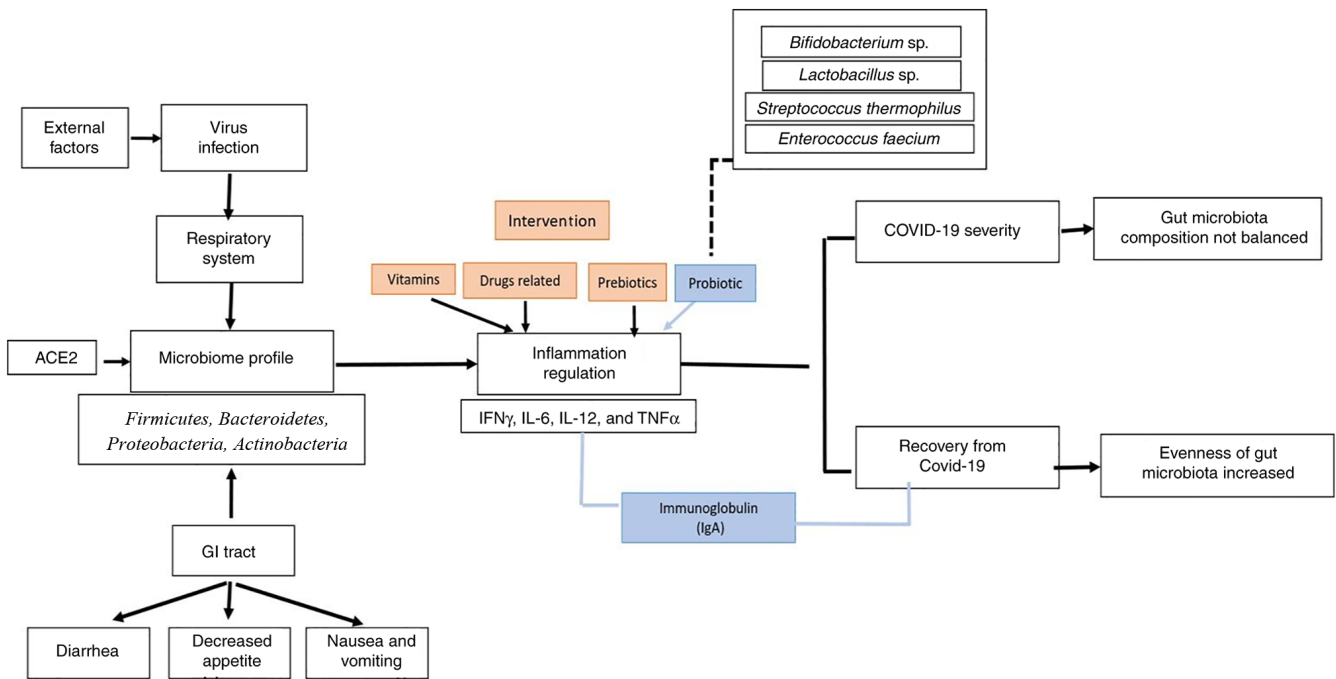 Bifidobacterium sp.
Lactobacillus sp.
Streptococcus thermophilus
Enterococcus faecium
External
factors
Virus
infection
Respiratory
system
Intervention
Vitamins
Drugs related
Prebiotics
Probiotic
COVID-19 severity
Gut microbiota
composition not balanced
ACE2
Microbiome profile
Inflammation
regulation
Firmicutes, Bacteroidetes,
Proteobacteria, Actinobacteria
IFNγ, IL-6, IL-12, and TNFα
Recovery from
Covid-19
Evenness of gut
microbiota increased
Immunoglobulin
(IgA)
GI tract
Diarrhea
Decreased
appetite
Nausea and
vomiting